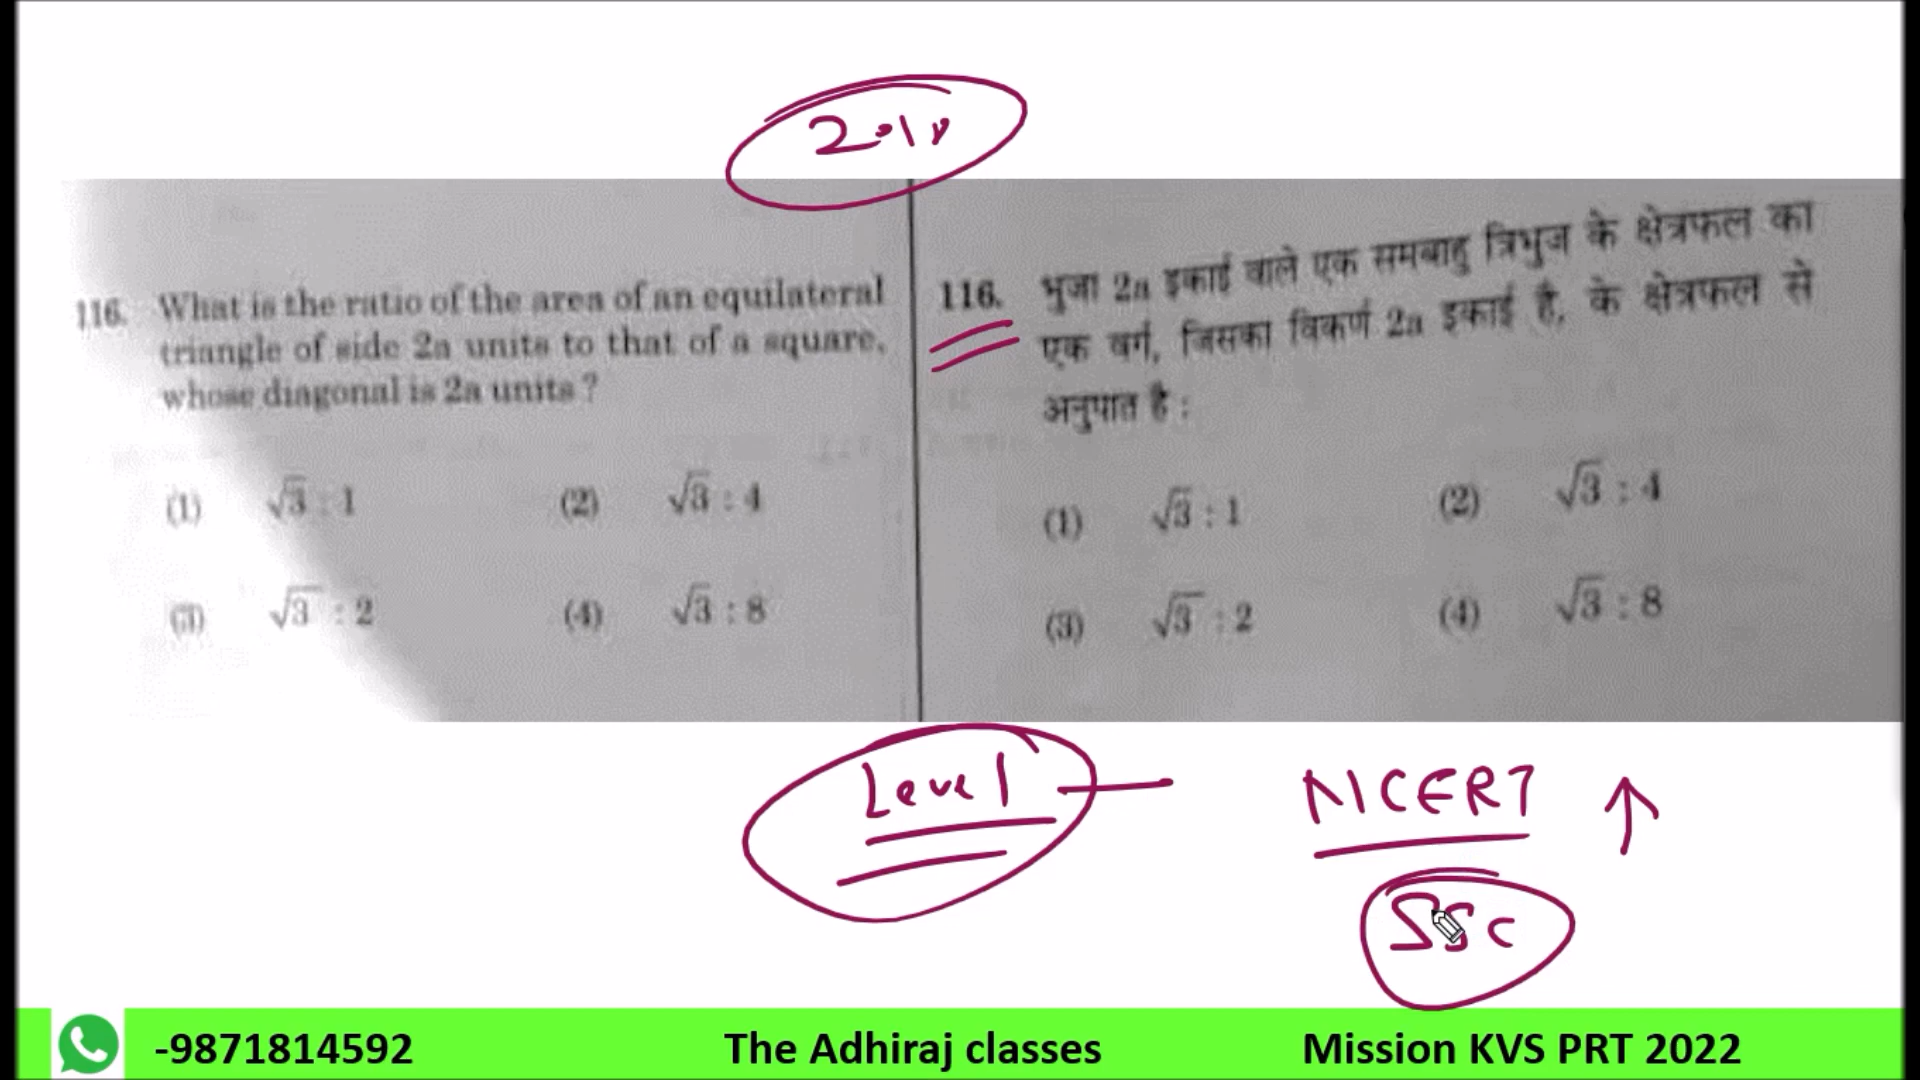 2018
116. What is the ratio of the area of an equilateral
triangle of side 2a units to that of a square,
whose diagonal is 2a units ?
(1) √3 : 1 (2) √3 : 4
(3) √3 : 2 (4) √3 : 8
116. भुजा 2a इकाई वाले एक समबाहु त्रिभुज के क्षेत्रफल का
एक वर्ग, जिसका विकर्ण 2a इकाई है, के क्षेत्रफल से
अनुपात है :
(1) √3 : 1 (2) √3 : 4
(3) √3 : 2 (4) √3 : 8
Level — NCERT ↑
SSC
-9871814592 The Adhiraj classes Mission KVS PRT 2022